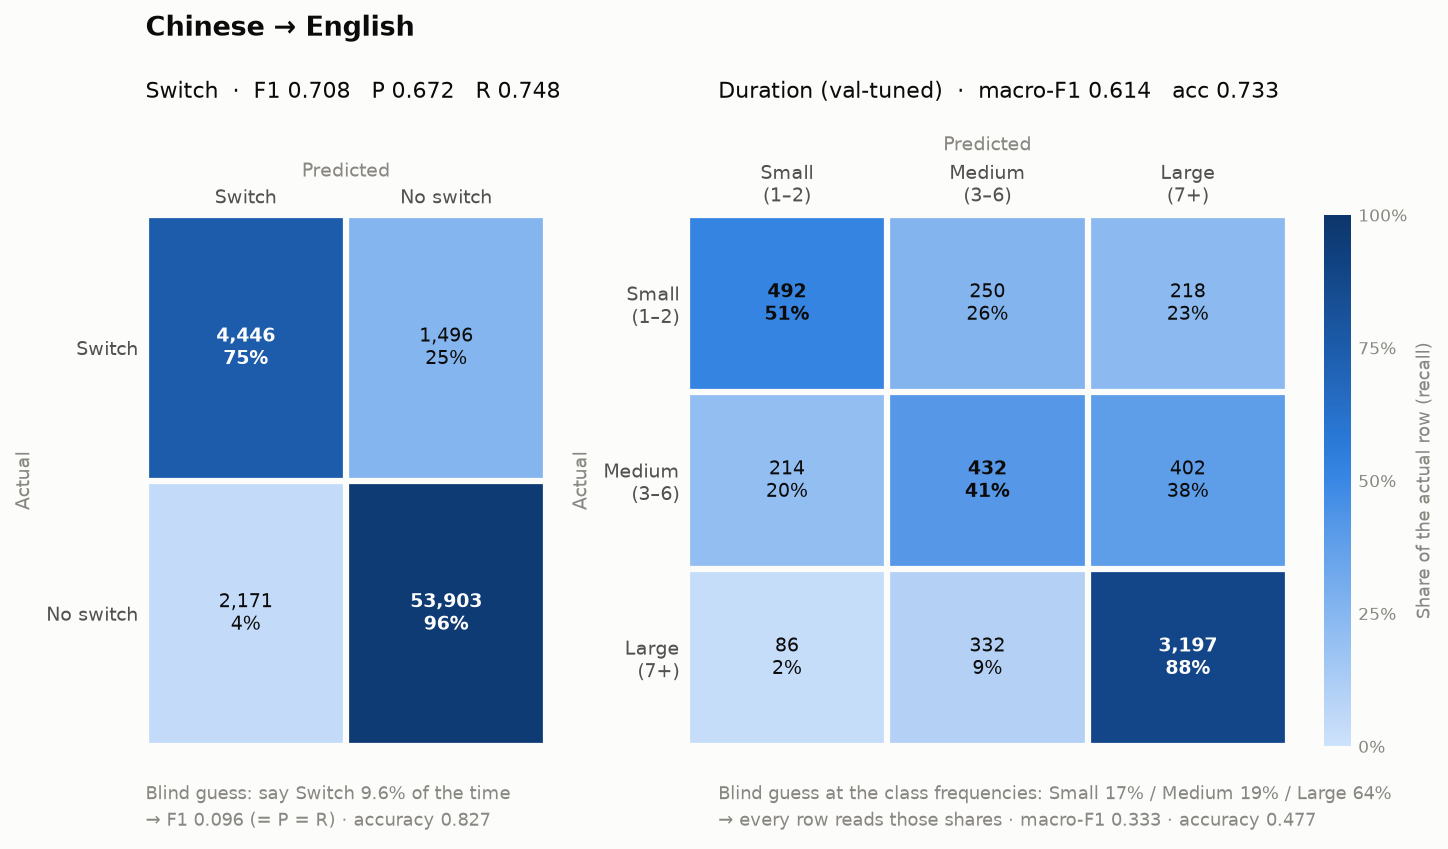 Chinese → English
Switch · F1 0.708 P 0.672 R 0.748
Duration (val-tuned) · macro-F1 0.614 acc 0.733
Predicted
Switch No switch
Actual
Switch
4,446 1,496
75% 25%
No switch
2,171 53,903
4% 96%
Predicted
Small Medium Large
(1–2) (3–6) (7+)
Actual
Small
(1–2)
492 250 218
51% 26% 23%
Medium
(3–6)
214 432 402
20% 41% 38%
Large
(7+)
86 332 3,197
2% 9% 88%
100%
75%
50%
25%
0%
Share of the actual row (recall)
Blind guess: say Switch 9.6% of the time
→ F1 0.096 (= P = R) · accuracy 0.827
Blind guess at the class frequencies: Small 17% / Medium 19% / Large 64%
→ every row reads those shares · macro-F1 0.333 · accuracy 0.477